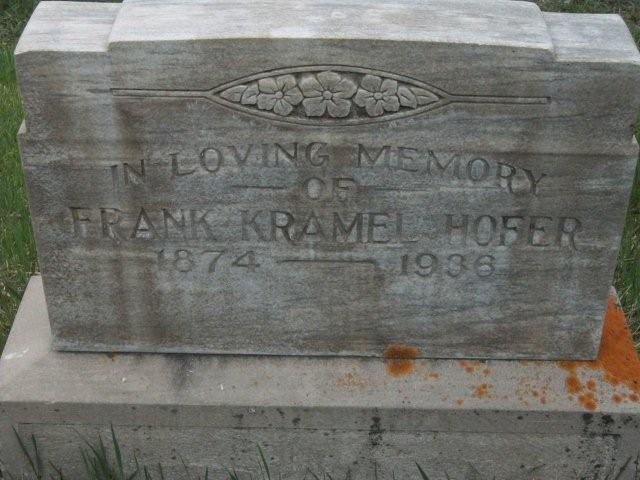 IN LOVING MEMORY
OF
FRANK KRAMEL HOFER
1874 — 1936